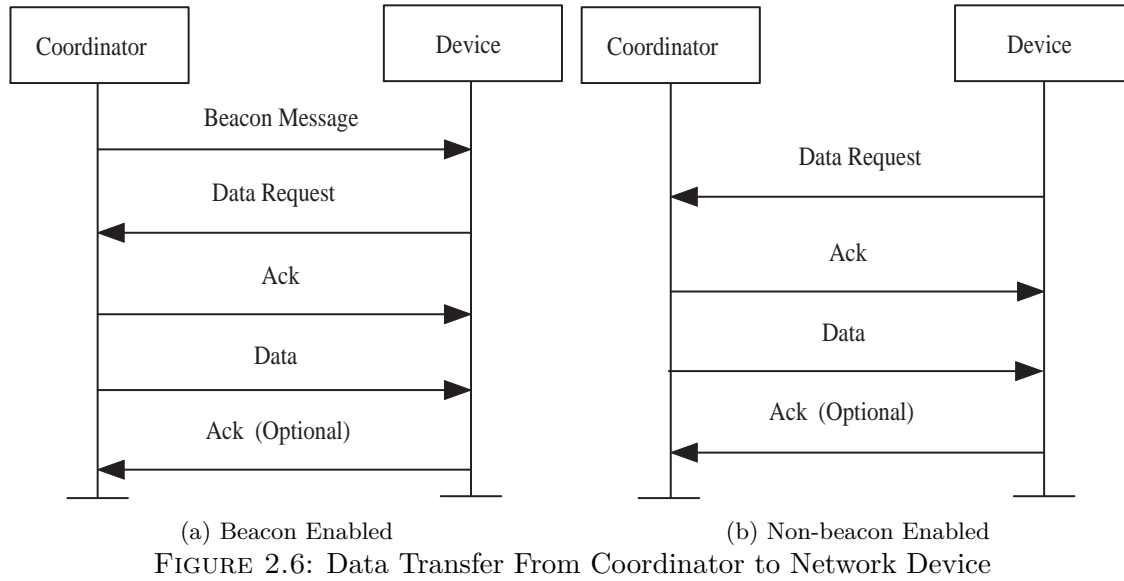 Coordinator
Device
Beacon Message
Data Request
Ack
Data
Ack (Optional)
(a) Beacon Enabled
Coordinator
Device
Data Request
Ack
Data
Ack (Optional)
(b) Non-beacon Enabled
FIGURE 2.6: Data Transfer From Coordinator to Network Device